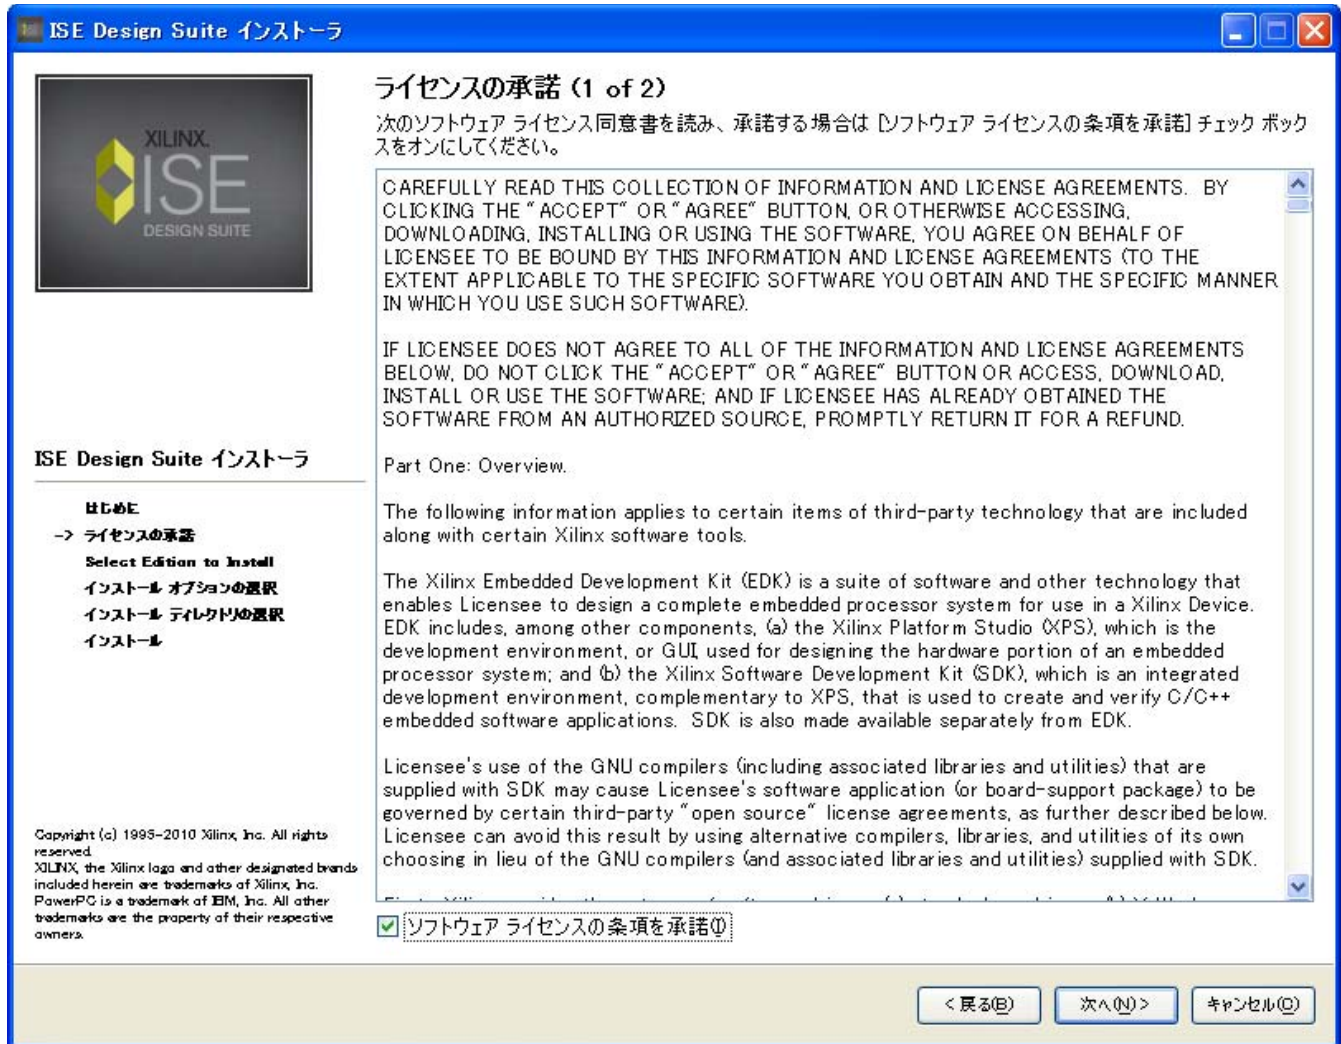 ISE Design Suite インストーラ
XILINX.
ISE
DESIGN SUITE
ライセンスの承諾 (1 of 2)
次のソフトウェア ライセンス同意書を読み、承諾する場合は [ソフトウェア ライセンスの条項を承諾] チェック ボック
スをオンにしてください。
CAREFULLY READ THIS COLLECTION OF INFORMATION AND LICENSE AGREEMENTS.  BY
CLICKING THE "ACCEPT" OR "AGREE" BUTTON, OR OTHERWISE ACCESSING,
DOWNLOADING, INSTALLING OR USING THE SOFTWARE, YOU AGREE ON BEHALF OF
LICENSEE TO BE BOUND BY THIS INFORMATION AND LICENSE AGREEMENTS (TO THE
EXTENT APPLICABLE TO THE SPECIFIC SOFTWARE YOU OBTAIN AND THE SPECIFIC MANNER
IN WHICH YOU USE SUCH SOFTWARE).
IF LICENSEE DOES NOT AGREE TO ALL OF THE INFORMATION AND LICENSE AGREEMENTS
BELOW, DO NOT CLICK THE "ACCEPT" OR "AGREE" BUTTON OR ACCESS, DOWNLOAD,
INSTALL OR USE THE SOFTWARE; AND IF LICENSEE HAS ALREADY OBTAINED THE
SOFTWARE FROM AN AUTHORIZED SOURCE, PROMPTLY RETURN IT FOR A REFUND.
Part One: Overview.
The following information applies to certain items of third-party technology that are included
along with certain Xilinx software tools.
The Xilinx Embedded Development Kit (EDK) is a suite of software and other technology that
enables Licensee to design a complete embedded processor system for use in a Xilinx Device.
EDK includes, among other components, (a) the Xilinx Platform Studio (XPS), which is the
development environment, or GUI, used for designing the hardware portion of an embedded
processor system; and (b) the Xilinx Software Development Kit (SDK), which is an integrated
development environment, complementary to XPS, that is used to create and verify C/C++
embedded software applications.  SDK is also made available separately from EDK.
Licensee's use of the GNU compilers (including associated libraries and utilities) that are
supplied with SDK may cause Licensee's software application (or board-support package) to be
governed by certain third-party "open source" license agreements, as further described below.
Licensee can avoid this result by using alternative compilers, libraries, and utilities of its own
choosing in lieu of the GNU compilers (and associated libraries and utilities) supplied with SDK.
ISE Design Suite インストーラ
はじめに
-> ライセンスの承諾
Select Edition to Install
インストール オプションの選択
インストール ディレクトリの選択
インストール
Copyright (c) 1995-2010 Xilinx, Inc. All rights
reserved.
XILINX, the Xilinx logo and other designated brands
included herein are trademarks of Xilinx, Inc.
PowerPC is a trademark of IBM, Inc. All other
trademarks are the property of their respective
owners.
ソフトウェア ライセンスの条項を承諾(I)
< 戻る(B)
次へ(N) >
キャンセル(C)